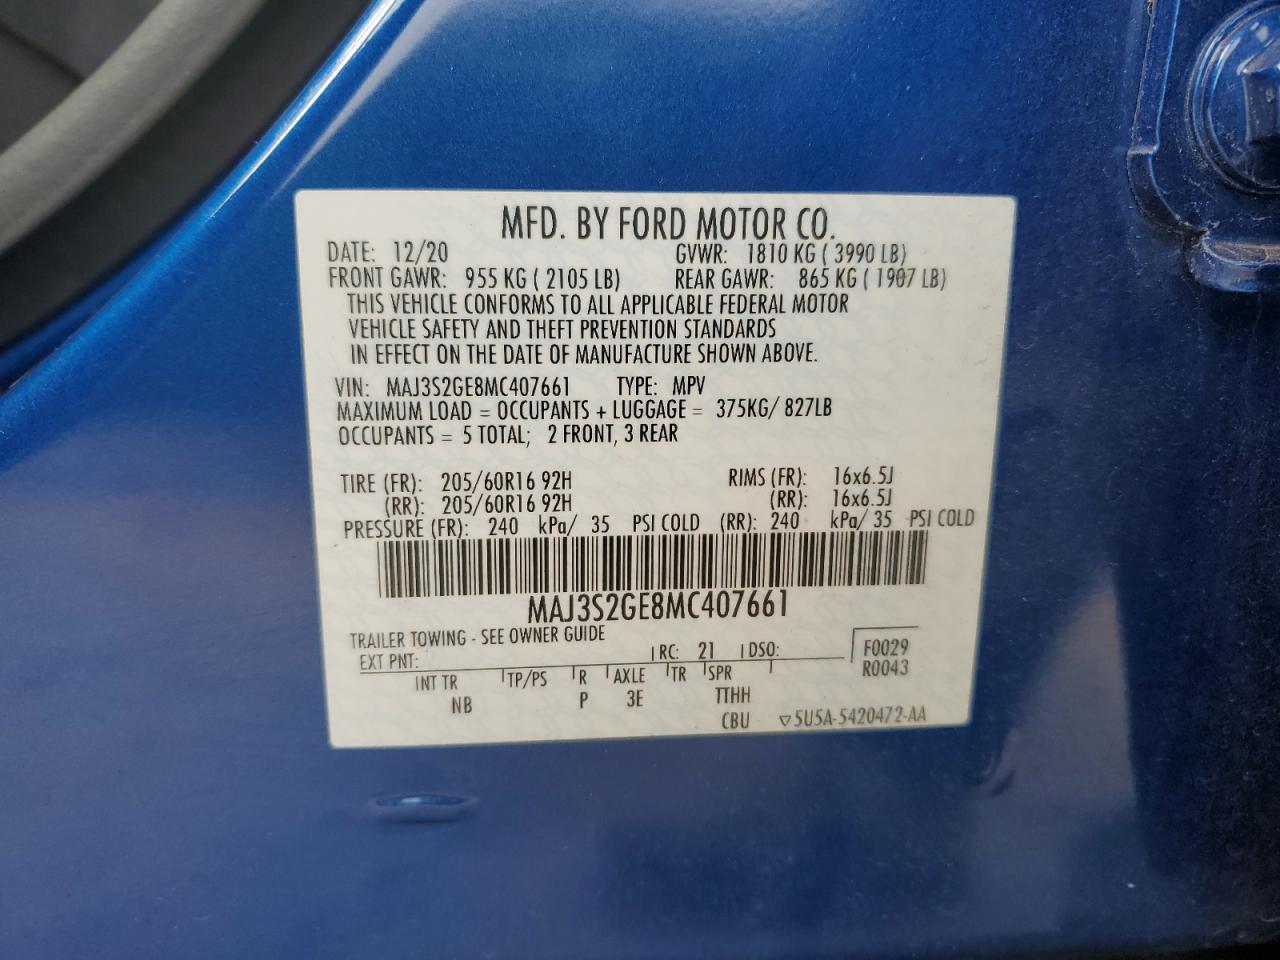 MFD. BY FORD MOTOR CO.
DATE: 12/20 GVWR: 1810 KG ( 3990 LB)
FRONT GAWR: 955 KG ( 2105 LB) REAR GAWR: 865 KG ( 1907 LB)
THIS VEHICLE CONFORMS TO ALL APPLICABLE FEDERAL MOTOR
VEHICLE SAFETY AND THEFT PREVENTION STANDARDS
IN EFFECT ON THE DATE OF MANUFACTURE SHOWN ABOVE.
VIN: MAJ3S2GE8MC407661 TYPE: MPV
MAXIMUM LOAD = OCCUPANTS + LUGGAGE = 375KG/ 827LB
OCCUPANTS = 5 TOTAL; 2 FRONT, 3 REAR
TIRE (FR): 205/60R16 92H RIMS (FR): 16x6.5J
(RR): 205/60R16 92H (RR): 16x6.5J
PRESSURE (FR): 240 kPa/ 35 PSI COLD (RR): 240 kPa/ 35 PSI COLD
MAJ3S2GE8MC407661
TRAILER TOWING - SEE OWNER GUIDE
EXT PNT: RC: 21 DSO: F0029
R0043
INT TR TP/PS R AXLE TR SPR
NB P 3E TTHH
CBU ▽5U5A-5420472-AA